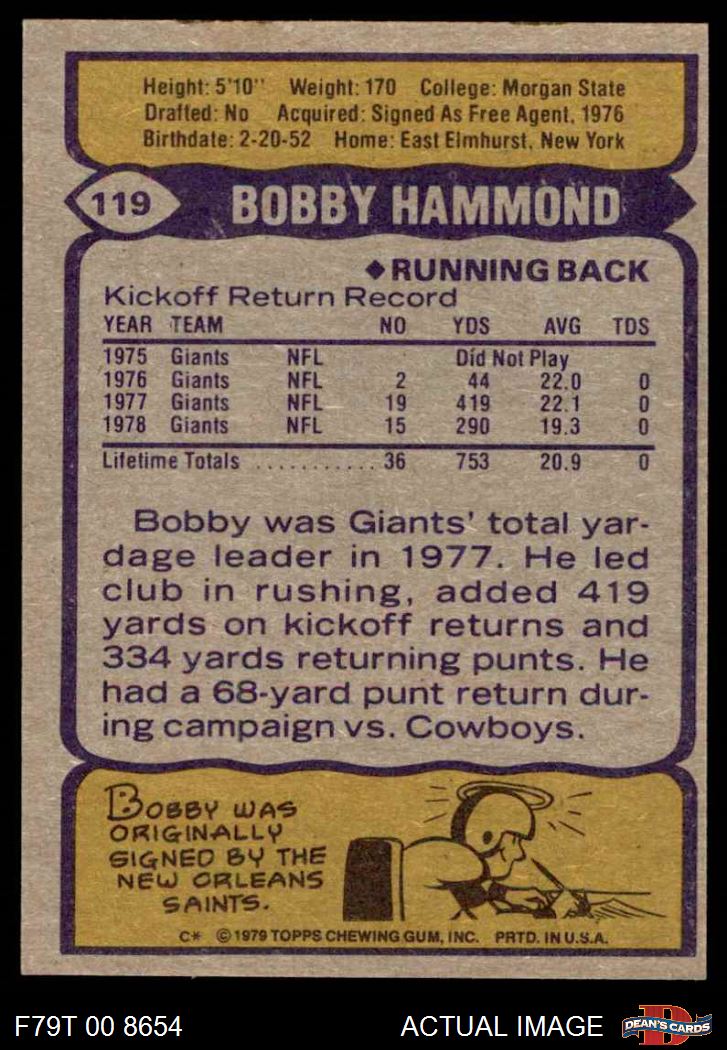 Height: 5'10" Weight: 170 College: Morgan State
Drafted: No Acquired: Signed As Free Agent, 1976
Birthdate: 2-20-52 Home: East Elmhurst, New York
119 BOBBY HAMMOND
◆RUNNING BACK
Kickoff Return Record
YEAR TEAM NO YDS AVG TDS
1975 Giants NFL Did Not Play
1976 Giants NFL 2 44 22.0 0
1977 Giants NFL 19 419 22.1 0
1978 Giants NFL 15 290 19.3 0
Lifetime Totals ........... 36 753 20.9 0
Bobby was Giants' total yar-
dage leader in 1977. He led
club in rushing, added 419
yards on kickoff returns and
334 yards returning punts. He
had a 68-yard punt return dur-
ing campaign vs. Cowboys.
BOBBY WAS
ORIGINALLY
SIGNED BY THE
NEW ORLEANS
SAINTS.
C* ©1979 TOPPS CHEWING GUM, INC. PRTD. IN U.S.A.
F79T 00 8654 ACTUAL IMAGE D DEAN'S CARDS